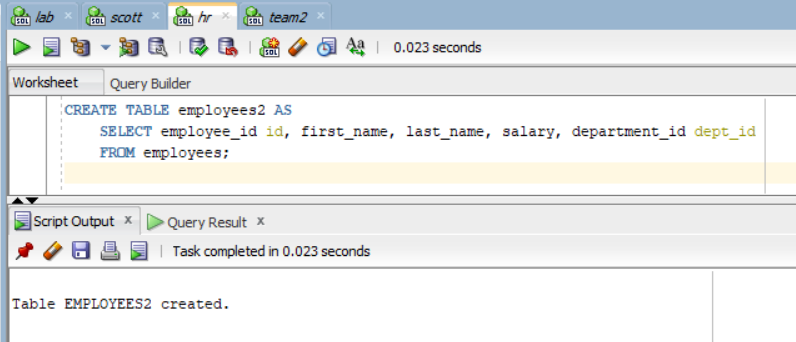 lab scott hr team2
0.023 seconds
Worksheet Query Builder
CREATE TABLE employees2 AS
SELECT employee_id id, first_name, last_name, salary, department_id dept_id
FROM employees;
Script Output x Query Result x
Task completed in 0.023 seconds
Table EMPLOYEES2 created.